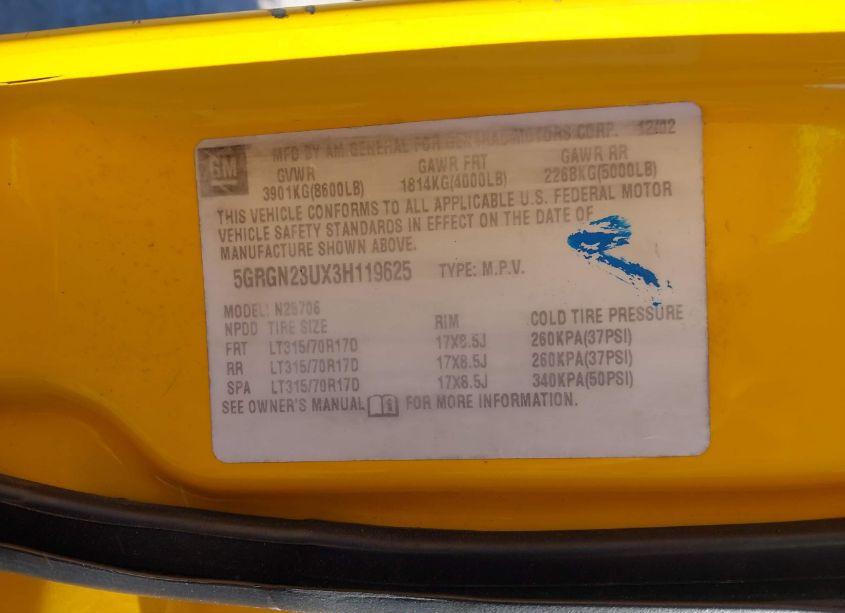 GM MFD BY AM GENERAL FOR GENERAL MOTORS CORP. 12/02
GVWR GAWR FRT GAWR RR
3901KG(8600LB) 1814KG(4000LB) 2268KG(5000LB)
THIS VEHICLE CONFORMS TO ALL APPLICABLE U.S. FEDERAL MOTOR
VEHICLE SAFETY STANDARDS IN EFFECT ON THE DATE OF
MANUFACTURE SHOWN ABOVE.
5GRGN23UX3H119625 TYPE: M.P.V.
MODEL: N25706
NPDD TIRE SIZE RIM COLD TIRE PRESSURE
FRT LT315/70R17D 17X8.5J 260KPA(37PSI)
RR LT315/70R17D 17X8.5J 260KPA(37PSI)
SPA LT315/70R17D 17X8.5J 340KPA(50PSI)
SEE OWNER'S MANUAL i FOR MORE INFORMATION.